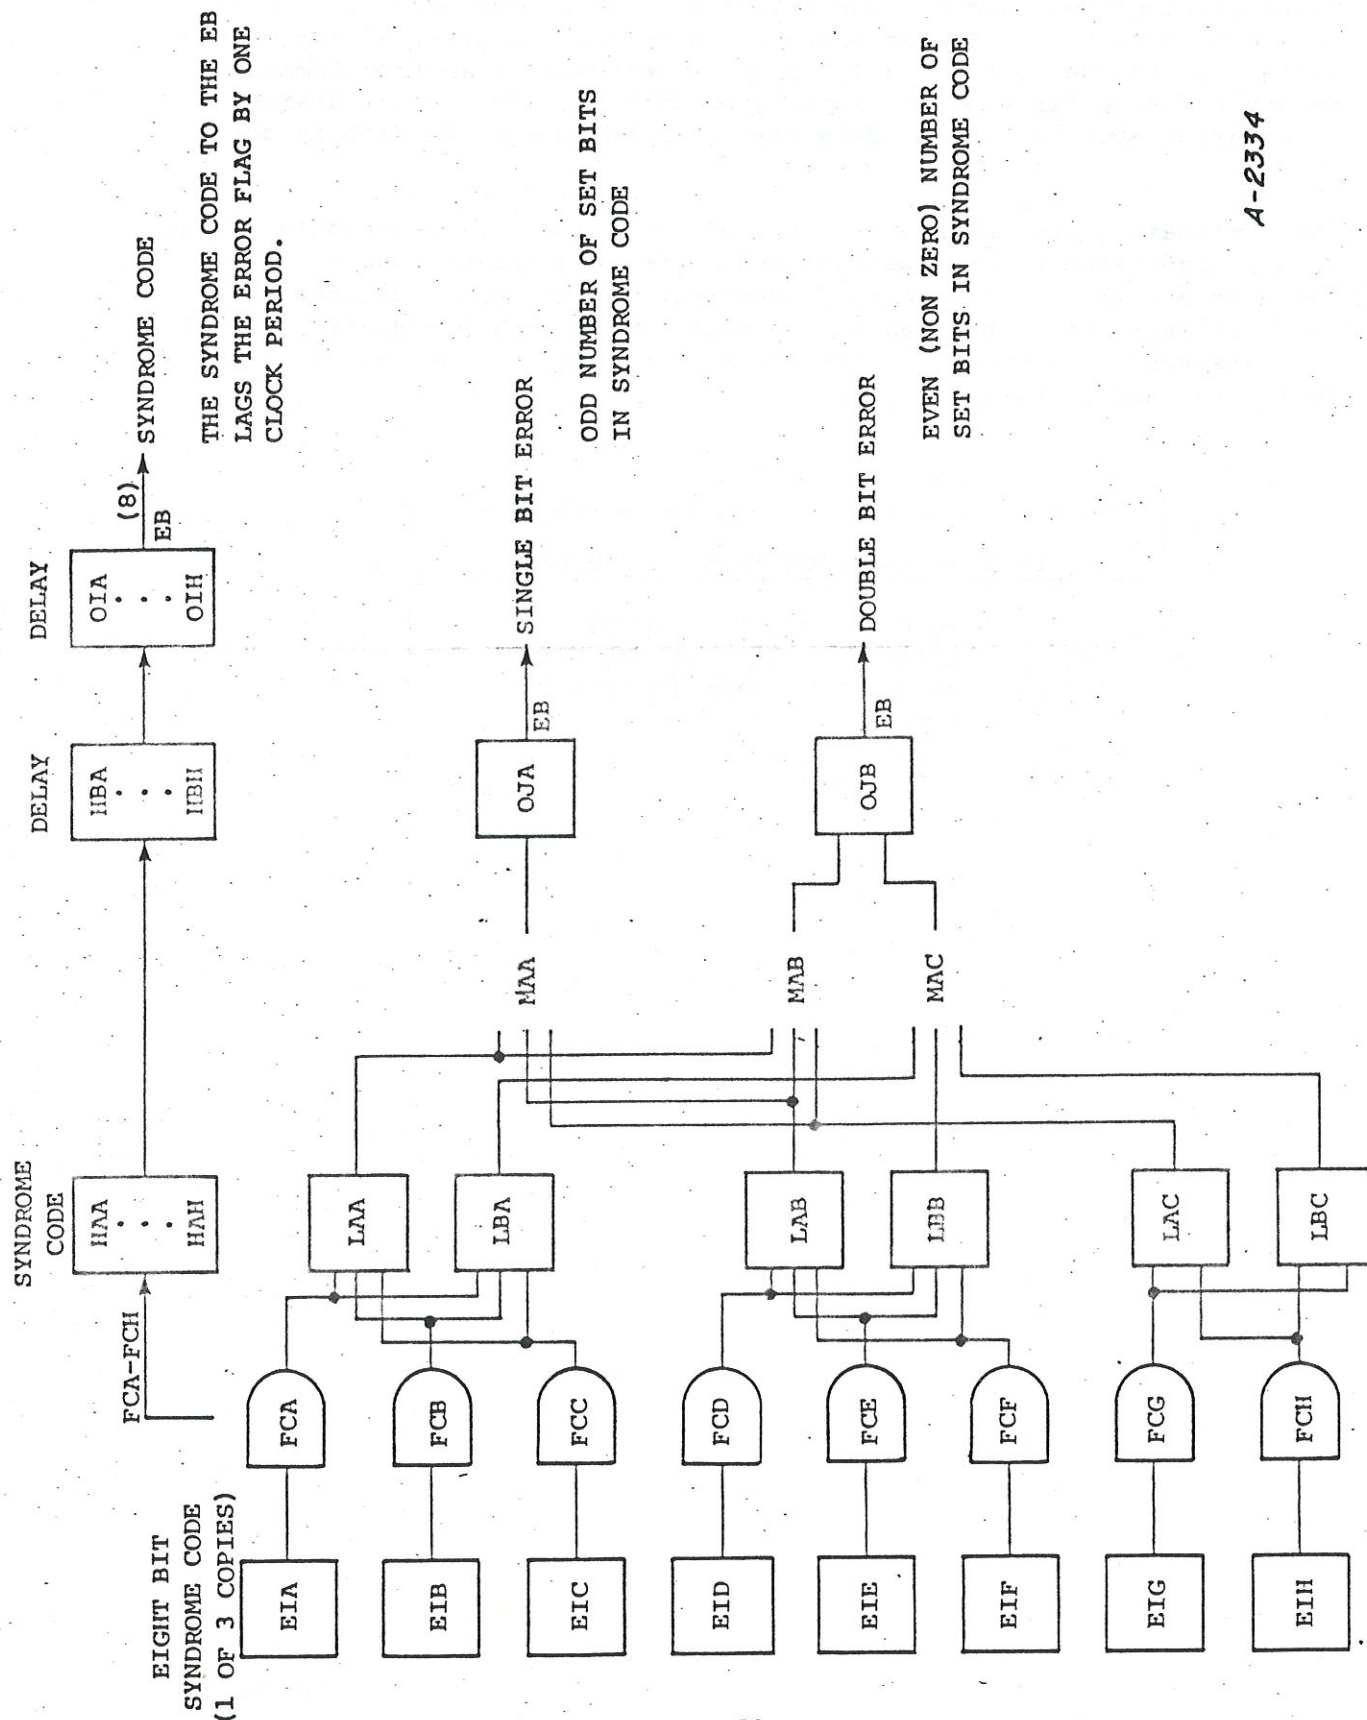 EIGHT BIT
SYNDROME CODE
(1 OF 3 COPIES)
FCA-FCH
SYNDROME
CODE
HAA
HAH
DELAY
HBA
HBH
DELAY
OIA
OIH
(8)
EB
SYNDROME CODE
THE SYNDROME CODE TO THE EB
LAGS THE ERROR FLAG BY ONE
CLOCK PERIOD.
EIA
FCA
LAA
EIB
FCB
LBA
EIC
FCC
MAA
OJA
EB
SINGLE BIT ERROR
ODD NUMBER OF SET BITS
IN SYNDROME CODE
EID
FCD
LAB
EIE
FCE
LBB
EIF
FCF
MAB
MAC
OJB
EB
DOUBLE BIT ERROR
EVEN (NON ZERO) NUMBER OF
SET BITS IN SYNDROME CODE
EIG
FCG
LAC
EIH
FCH
LBC
A-2334